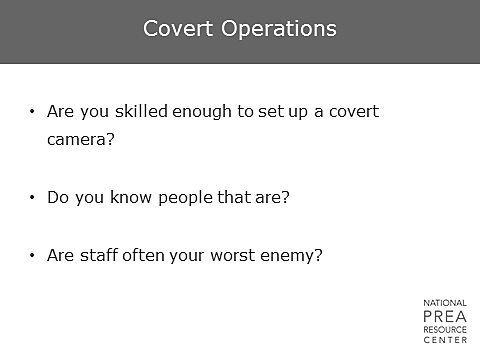 Covert Operations
• Are you skilled enough to set up a covert
camera?
• Do you know people that are?
• Are staff often your worst enemy?
NATIONAL
PREA
RESOURCE
CENTER